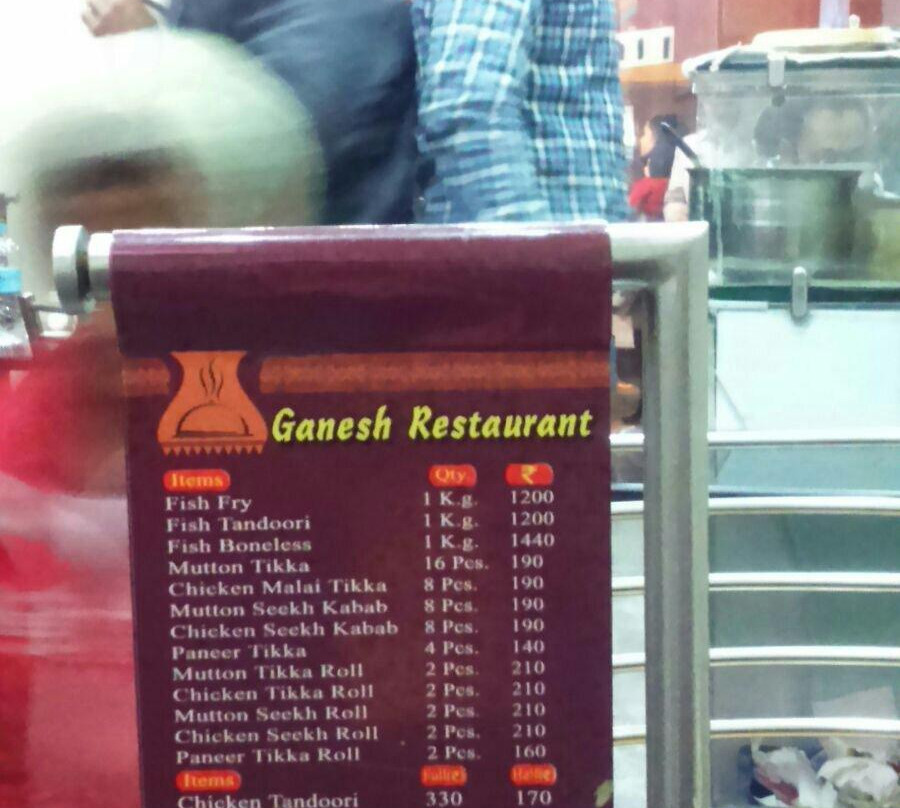 Ganesh Restaurant
Items Qty. ₹
Fish Fry 1 K.g. 1200
Fish Tandoori 1 K.g. 1200
Fish Boneless 1 K.g. 1440
Mutton Tikka 16 Pcs. 190
Chicken Malai Tikka 8 Pcs. 190
Mutton Seekh Kabab 8 Pcs. 190
Chicken Seekh Kabab 8 Pcs. 190
Paneer Tikka 4 Pcs. 140
Mutton Tikka Roll 2 Pcs. 210
Chicken Tikka Roll 2 Pcs. 210
Mutton Seekh Roll 2 Pcs. 210
Chicken Seekh Roll 2 Pcs. 210
Paneer Tikka Roll 2 Pcs. 160
Items Full(₹) Half(₹)
Chicken Tandoori 330 170